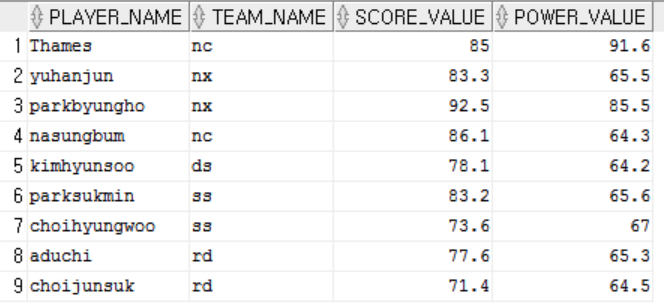 PLAYER_NAME TEAM_NAME SCORE_VALUE POWER_VALUE
1 Thames nc 85 91.6
2 yuhanjun nx 83.3 65.5
3 parkbyungho nx 92.5 85.5
4 nasungbum nc 86.1 64.3
5 kimhyunsoo ds 78.1 64.2
6 parksukmin ss 83.2 65.6
7 choihyungwoo ss 73.6 67
8 aduchi rd 77.6 65.3
9 choijunsuk rd 71.4 64.5